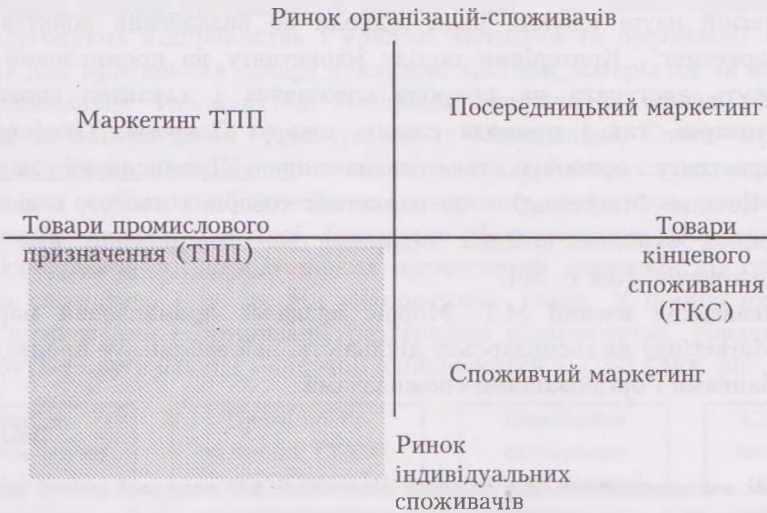 Ринок організацій-споживачів
Маркетинг ТПП
Посередницький маркетинг
Товари промислового
призначення (ТПП)
Товари
кінцевого
споживання
(ТКС)
Споживчий маркетинг
Ринок
індивідуальних
споживачів